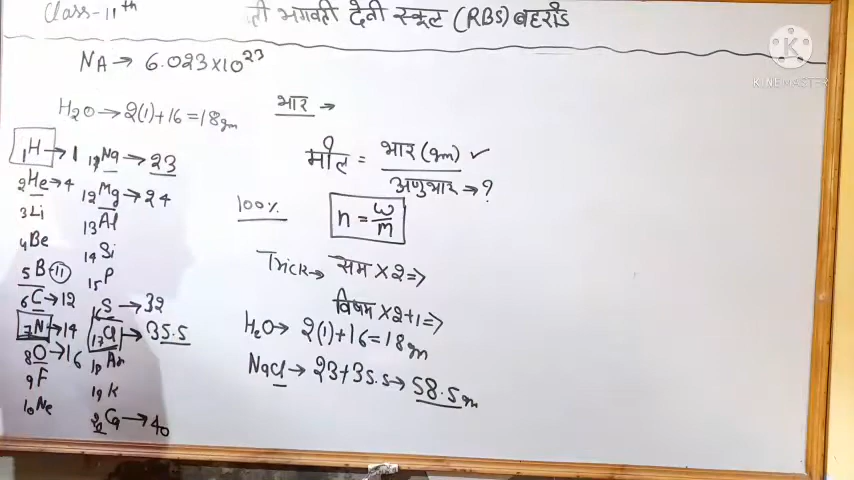 Class-11th
श्री भगवती देवी स्कूल (RBS) बहरोड
K
KINEMASTER
NA→ 6.023×10²³
H₂O→2(1)+16=18gm
भार →
मोल = भार(gm) ✓
अणुभार→?
100%
n = w/m
Trick→ सम ×2⇒
विषम ×2+1⇒
H₂O→ 2(1)+16=18gm
NaCl→ 23+35.5→58.5gm
₁H→1
₂He→4
₃Li
₄Be
₅B-⑪
₆C→12
₇N→14
₈O→16
₉F
₁₀Ne
Na→23
₁₂Mg→24
₁₃Al
₁₄Si
₁₅P
₁₆S→32
₁₇Cl→35.5
₁₈Ar
₁₉K
Ca→40